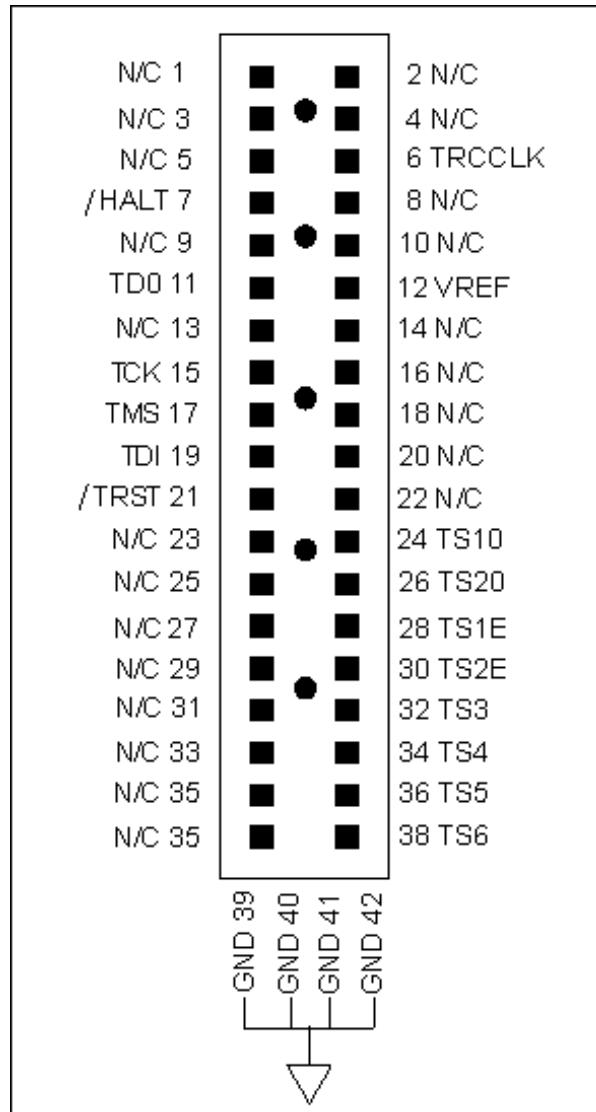 N/C 1 2 N/C
N/C 3 4 N/C
N/C 5 6 TRCCLK
/HALT 7 8 N/C
N/C 9 10 N/C
TD0 11 12 VREF
N/C 13 14 N/C
TCK 15 16 N/C
TMS 17 18 N/C
TDI 19 20 N/C
/TRST 21 22 N/C
N/C 23 24 TS10
N/C 25 26 TS20
N/C 27 28 TS1E
N/C 29 30 TS2E
N/C 31 32 TS3
N/C 33 34 TS4
N/C 35 36 TS5
N/C 35 38 TS6
GND 39
GND 40
GND 41
GND 42